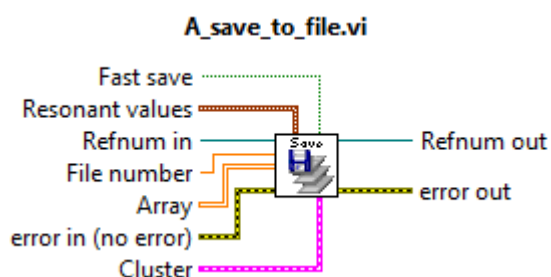 A_save_to_file.vi
Fast save
Resonant values
Refnum in
Save
Refnum out
File number
error out
Array
error in (no error)
Cluster